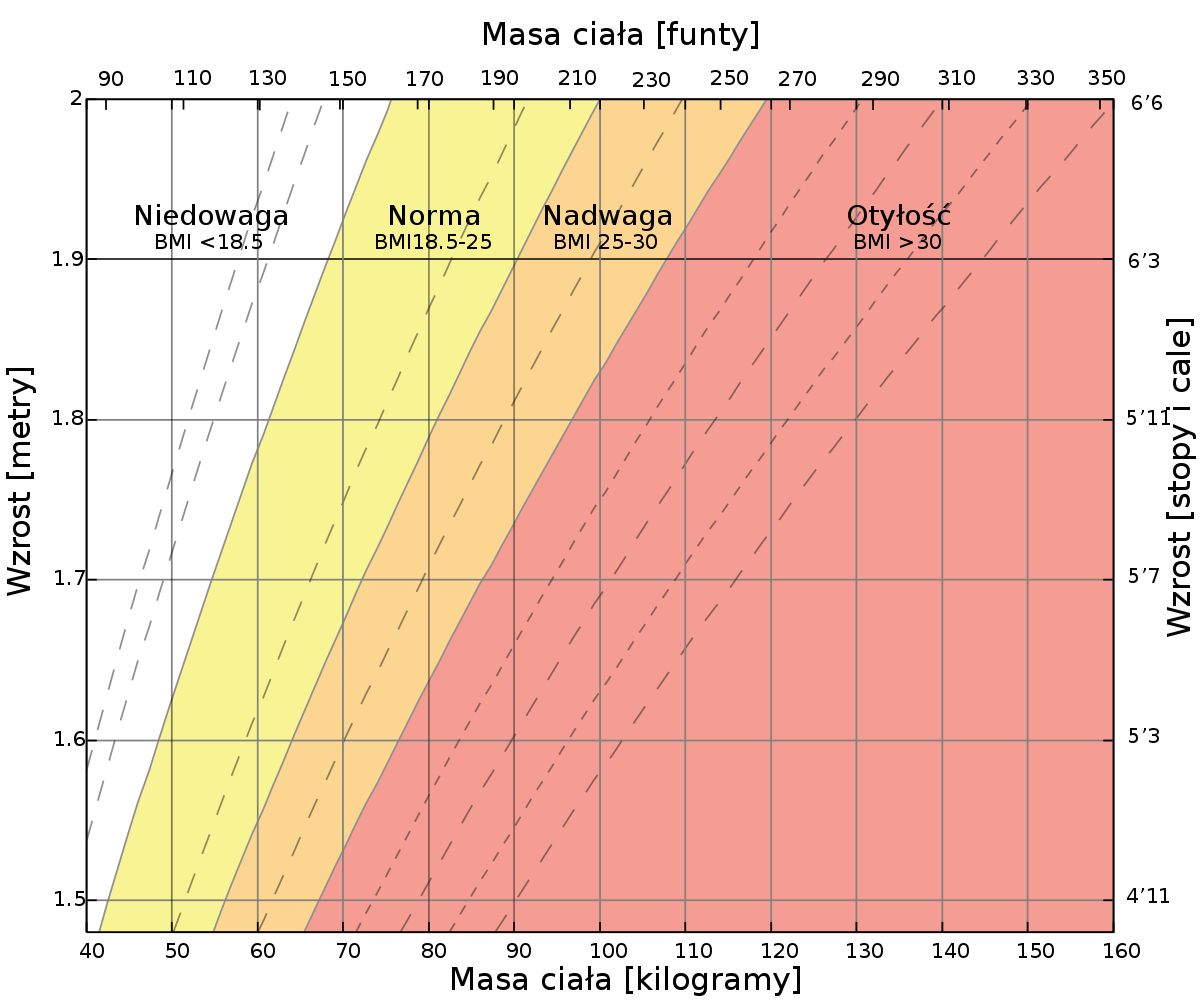 Masa ciała [funty]
90 110 130 150 170 190 210 230 250 270 290 310 330 350
2 6’6
Niedowaga Norma Nadwaga Otyłość
BMI <18.5 BMI18.5-25 BMI 25-30 BMI >30
1.9 6’3
1.8 5’11
1.7 5’7
1.6 5’3
1.5 4’11
Wzrost [metry]
Wzrost [stopy i cale]
40 50 60 70 80 90 100 110 120 130 140 150 160
Masa ciała [kilogramy]